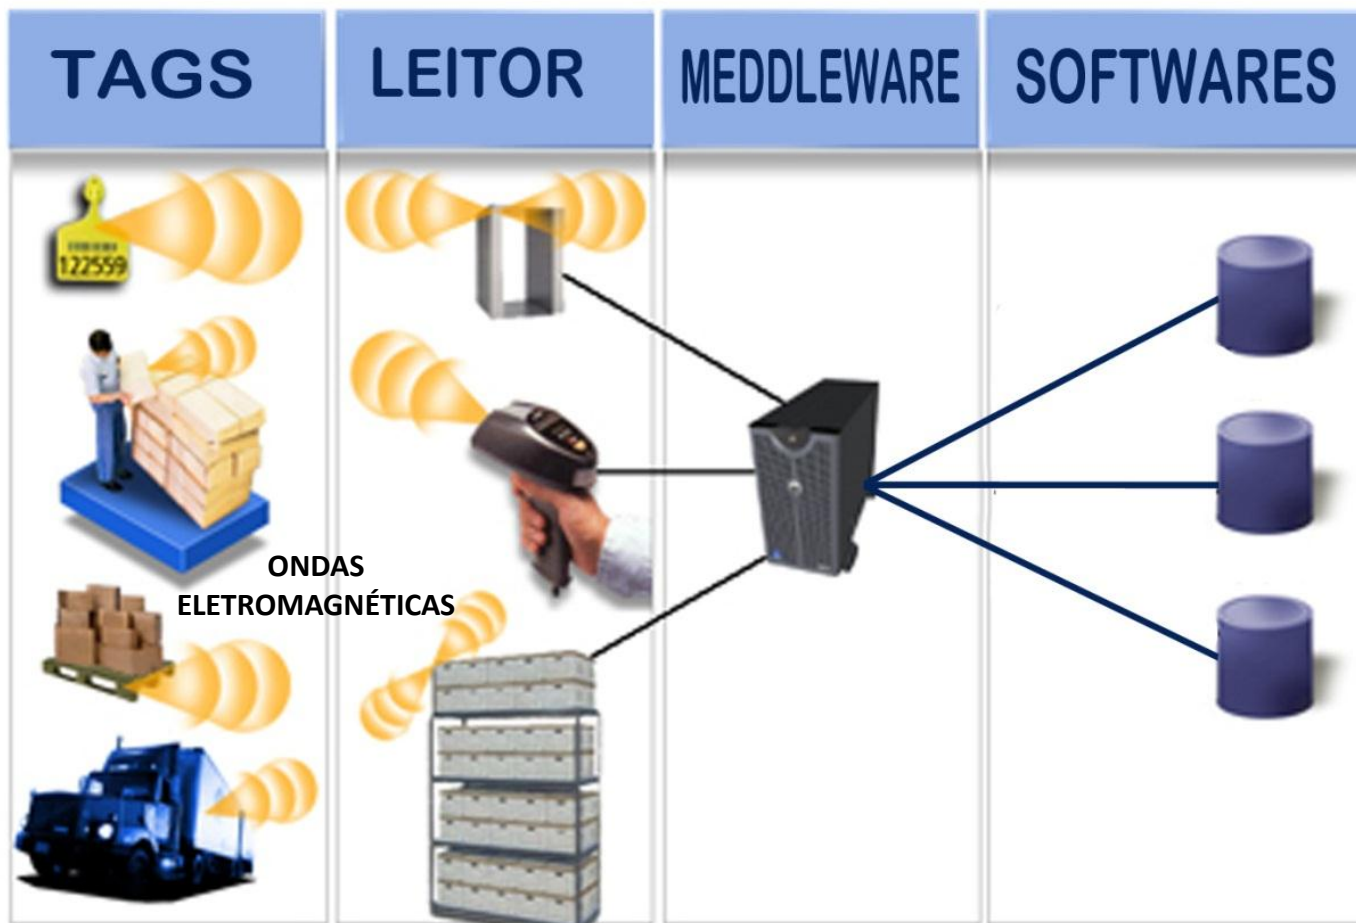 TAGS
LEITOR
MEDDLEWARE
SOFTWARES
122559
ONDAS
ELETROMAGNÉTICAS